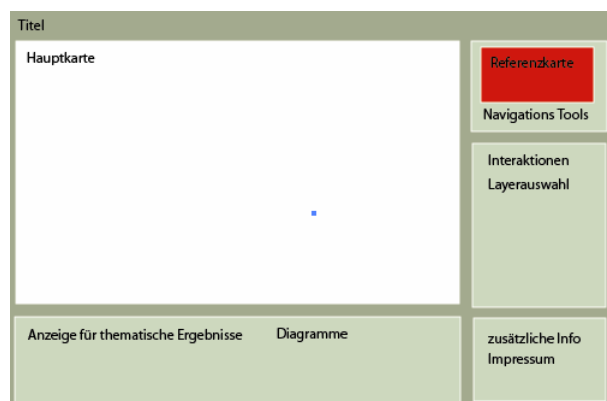 Titel
Hauptkarte
Referenzkarte
Navigations Tools
Interaktionen
Layerauswahl
Anzeige für thematische Ergebnisse
Diagramme
zusätzliche Info
Impressum